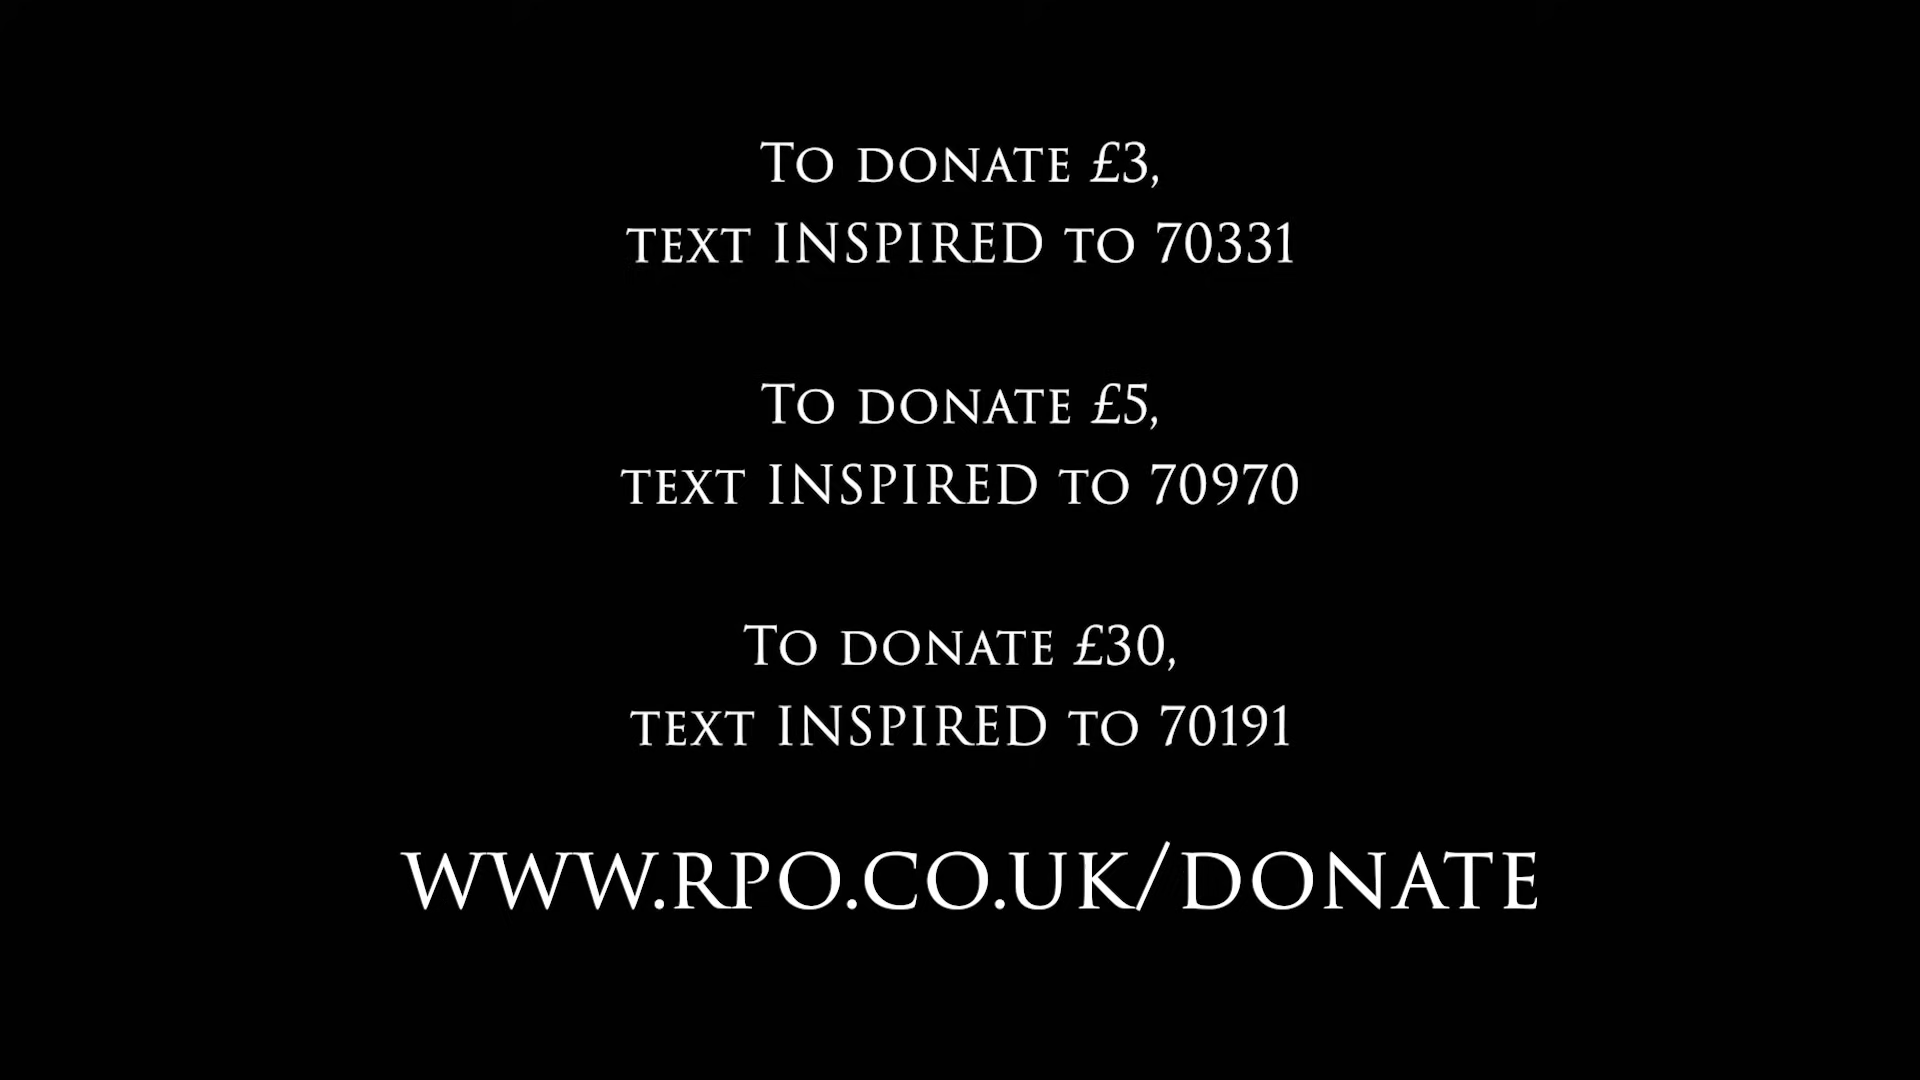 To donate £3,
text INSPIRED to 70331
To donate £5,
text INSPIRED to 70970
To donate £30,
text INSPIRED to 70191
www.rpo.co.uk/donate